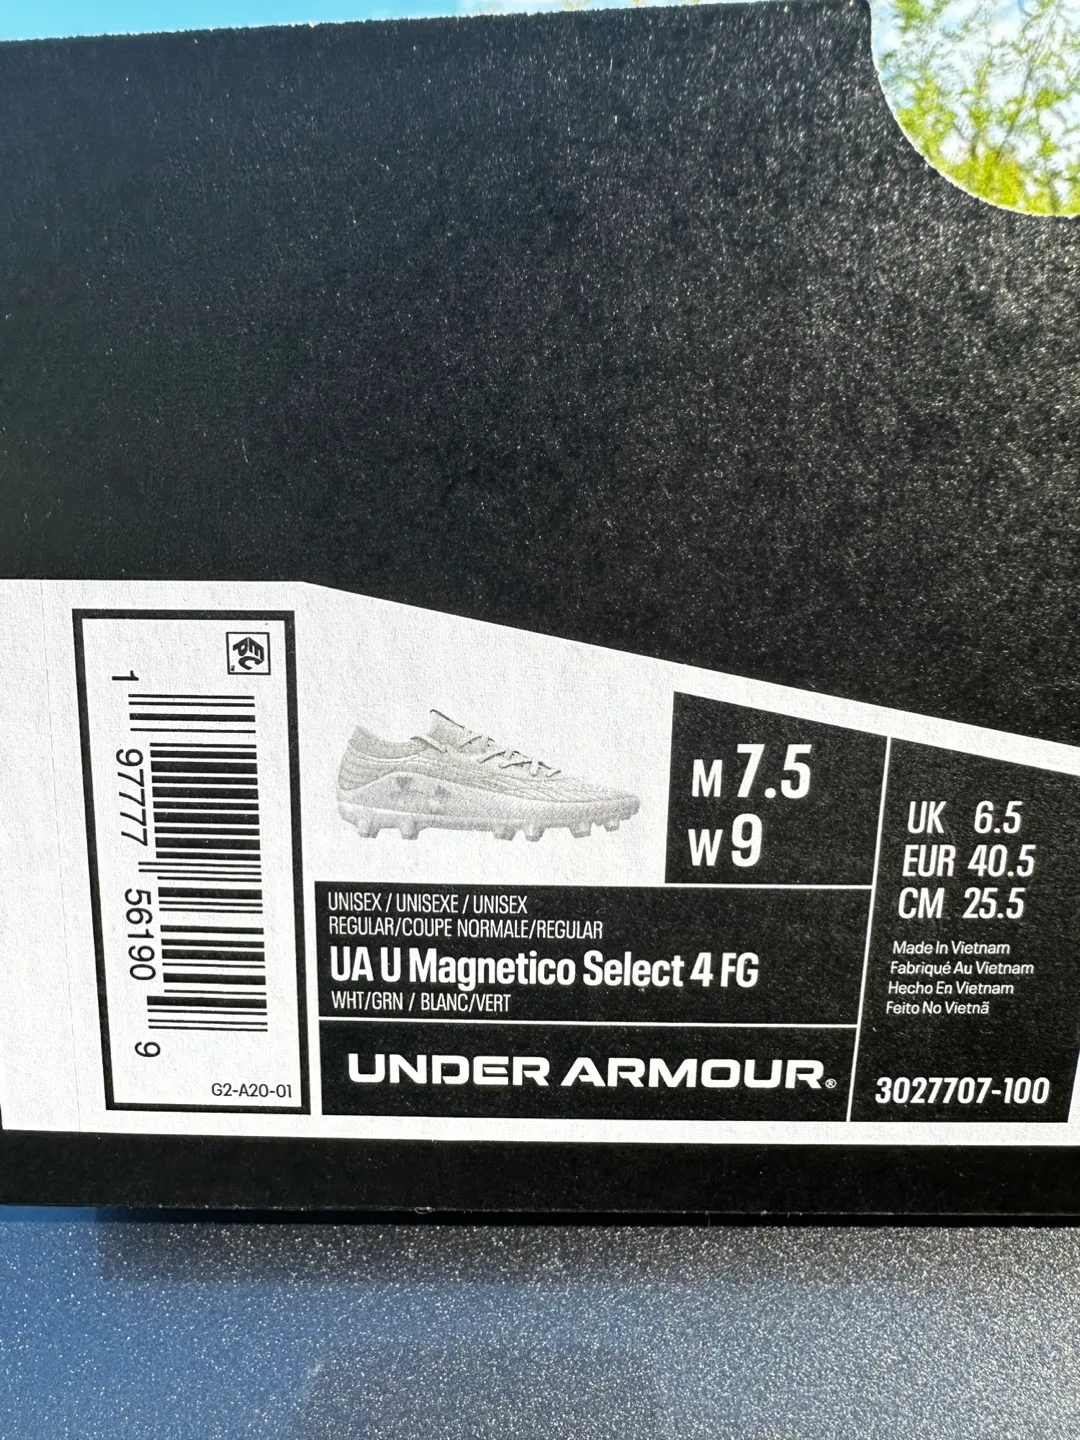 1 97777 56190 9
G2-A20-01
M 7.5
W 9
UK 6.5
EUR 40.5
CM 25.5
UNISEX / UNISEXE / UNISEX
REGULAR/COUPE NORMALE/REGULAR
UA U Magnetico Select 4 FG
WHT/GRN / BLANC/VERT
UNDER ARMOUR®
Made In Vietnam
Fabriqué Au Vietnam
Hecho En Vietnam
Feito No Vietnã
3027707-100